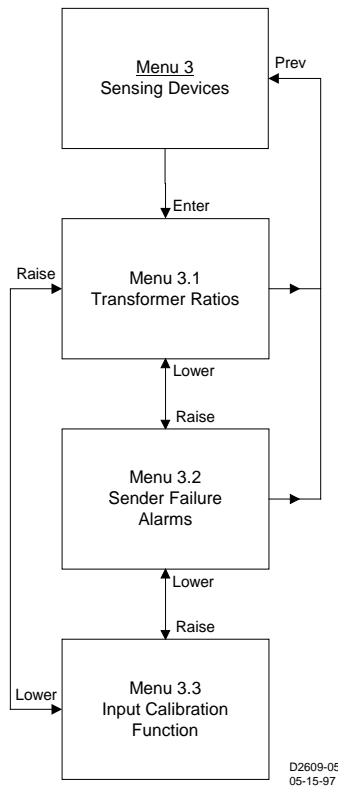 Menu 3
Sensing Devices
Prev
Enter
Raise
Menu 3.1
Transformer Ratios
Lower
Raise
Menu 3.2
Sender Failure
Alarms
Lower
Raise
Menu 3.3
Input Calibration
Function
Lower
D2609-05
05-15-97